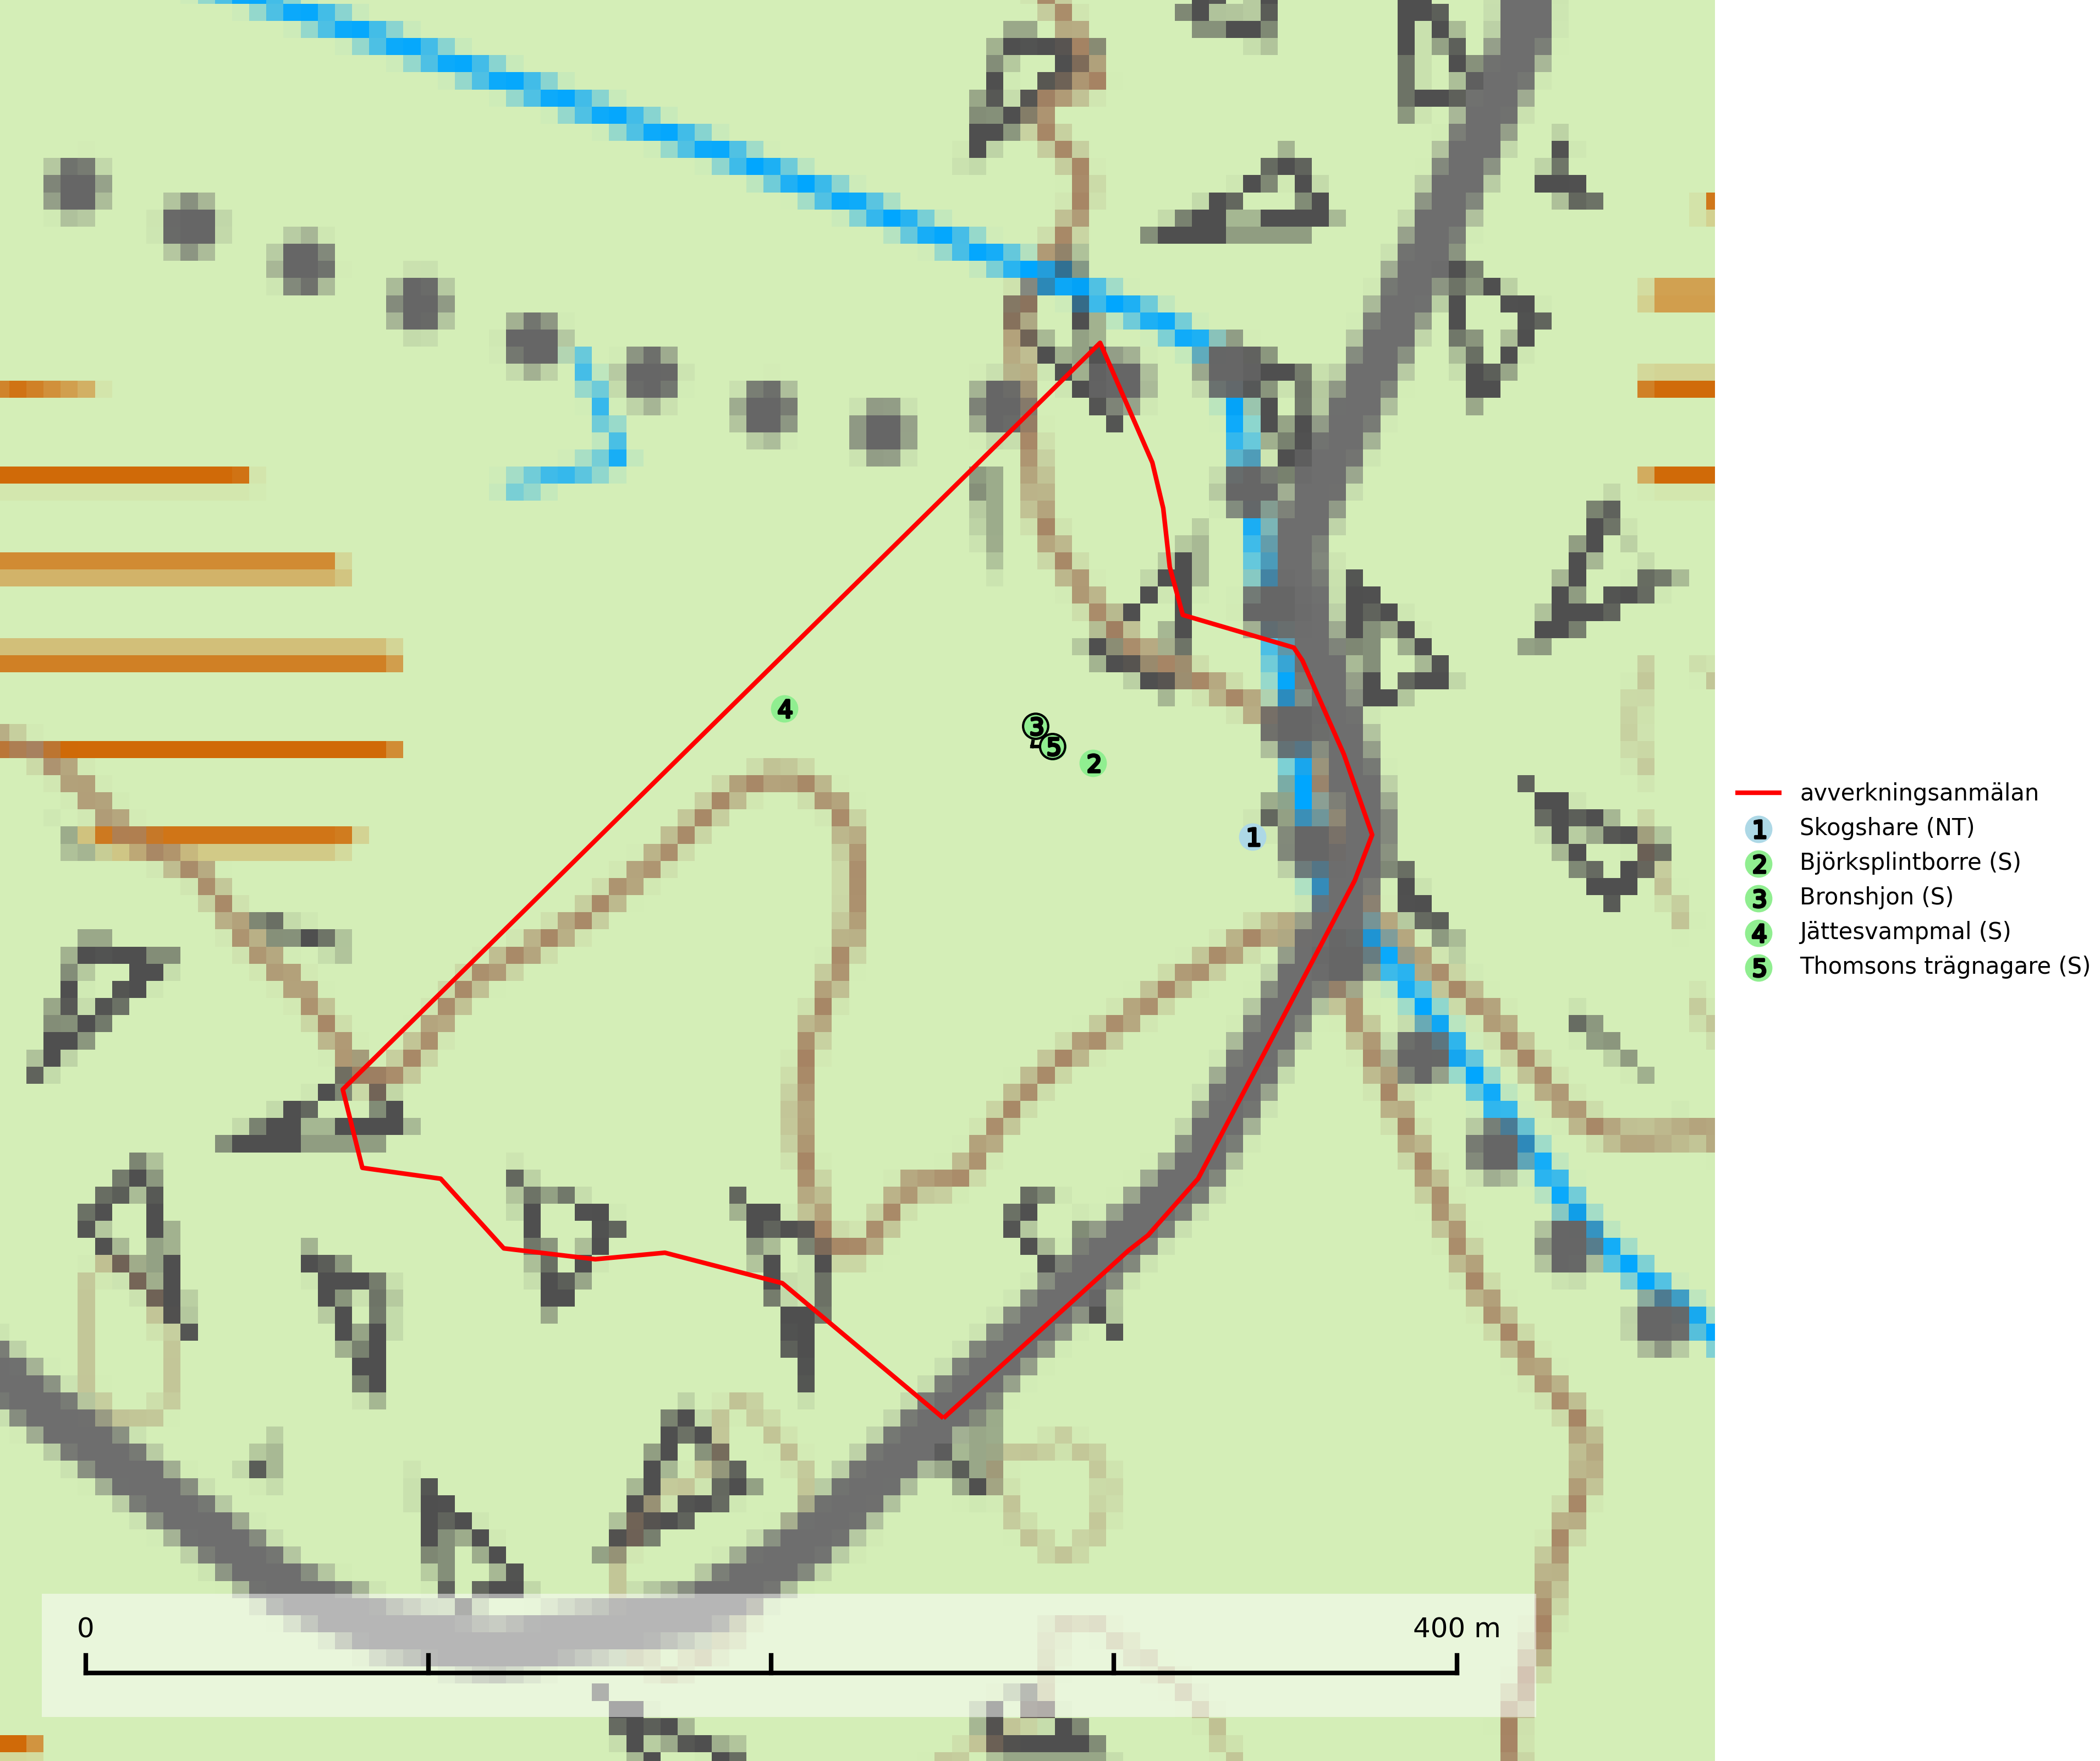 4
3
5
2
1
avverkningsanmälan
1 Skogshare (NT)
2 Björksplintborre (S)
3 Bronshjon (S)
4 Jättesvampmal (S)
5 Thomsons trägnagare (S)
0 400 m